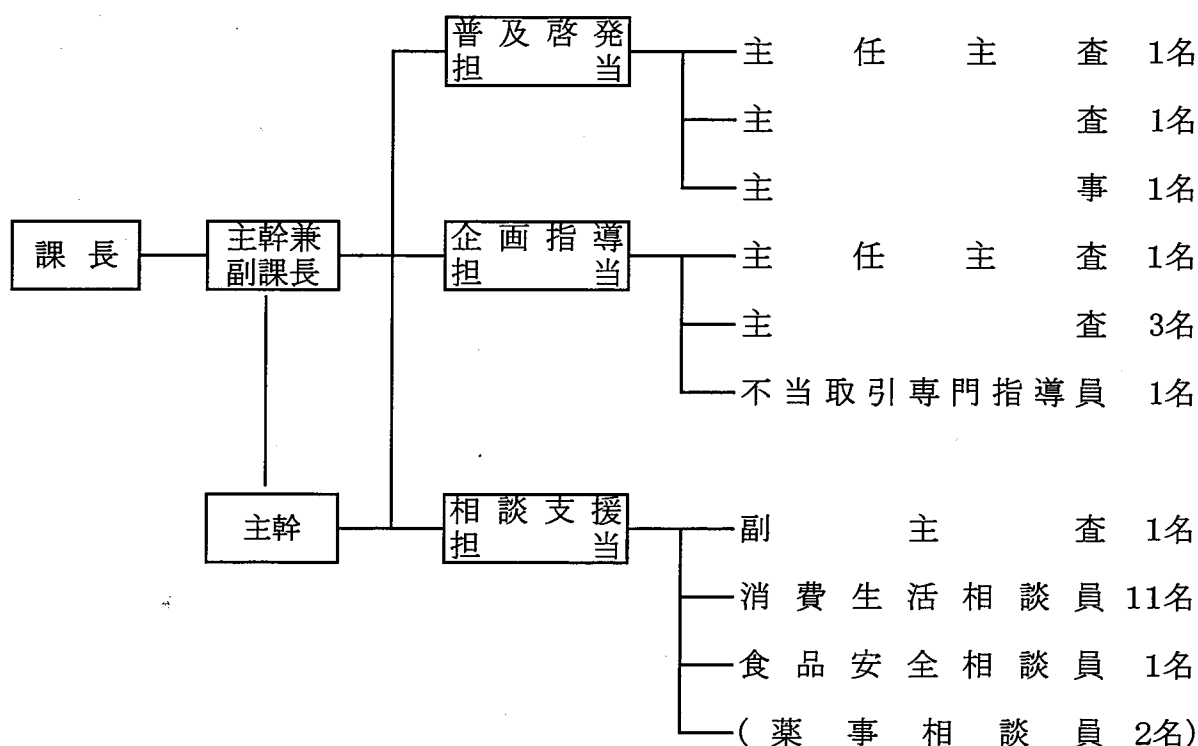 普及啓発
担当
主任主査 1名
主査 1名
主事 1名
課長
主幹兼
副課長
企画指導
担当
主任主査 1名
主査 3名
不当取引専門指導員 1名
主幹
相談支援
担当
副主査 1名
消費生活相談員 11名
食品安全相談員 1名
(薬事相談員 2名)